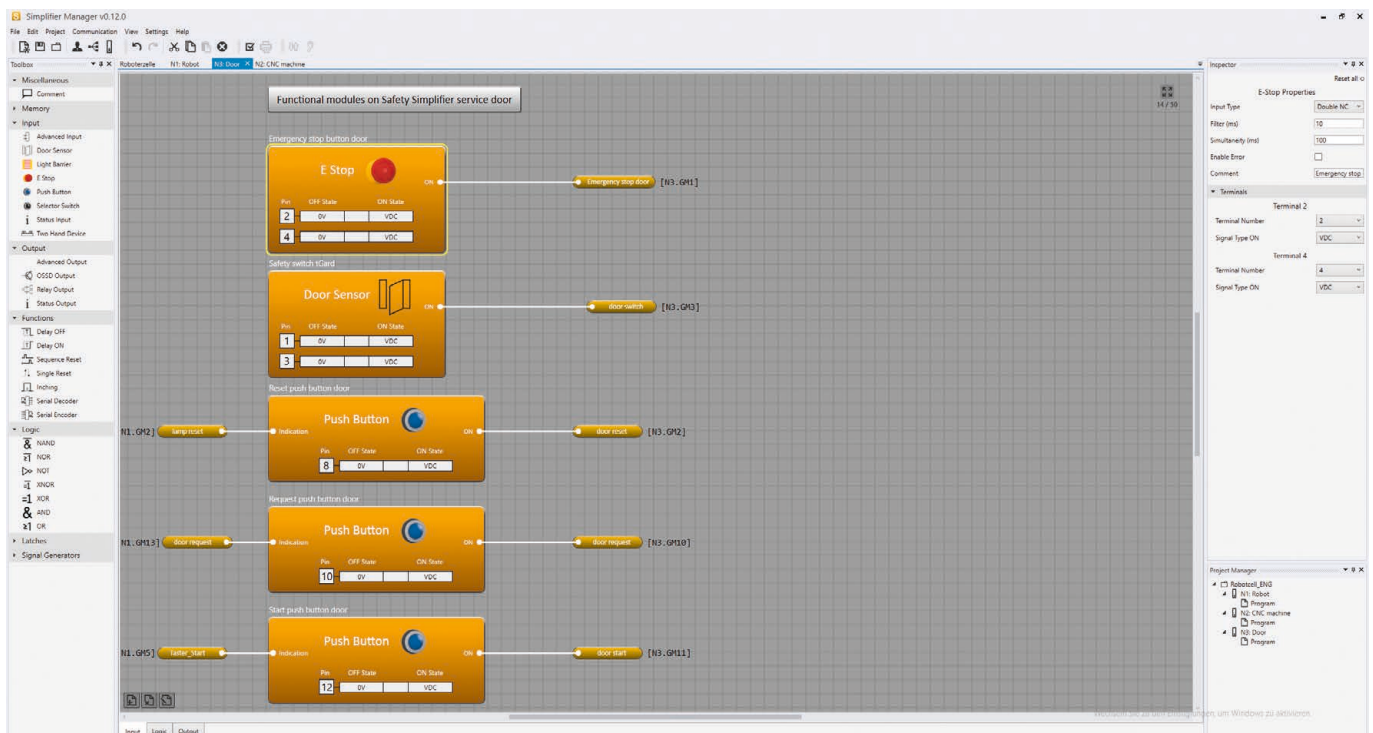 Simplifier Manager v0.12.0
File Edit Project Communication View Settings Help
Toolbox
Roboterzelle N1: Robot N3: Door N2: CNC machine
Inspector
Miscellaneous
Comment
Memory
Input
Advanced Input
Door Sensor
Light Barrier
E Stop
Push Button
Selector Switch
Status Input
Two Hand Device
Output
Advanced Output
OSSD Output
Relay Output
Status Output
Functions
Delay OFF
Delay ON
Sequence Reset
Single Reset
Inching
Serial Decoder
Serial Encoder
Logic
NAND
NOR
NOT
XNOR
=1 XOR
& AND
≥1 OR
Latches
Signal Generators
Functional modules on Safety Simplifier service door
14 / 50
Emergency stop button door
E Stop
ON
Emergency stop door [N3.GM1]
Pin OFF State ON State
2 0V VDC
4 0V VDC
Safety switch tGard
Door Sensor
ON
door switch [N3.GM3]
Pin OFF State ON State
1 0V VDC
3 0V VDC
Reset push button door
Push Button
N1.GM2] lamp reset Indication ON door reset [N3.GM2]
Pin OFF State ON State
8 0V VDC
Request push button door
Push Button
N1.GM13] door request Indication ON door request [N3.GM10]
Pin OFF State ON State
10 0V VDC
Start push button door
Push Button
N1.GM5] taster_start Indication ON door start [N3.GM11]
Pin OFF State ON State
12 0V VDC
Input Logic Output
Reset all
E-Stop Properties
Input Type Double NC
Filter (ms) 10
Simultaneity (ms) 100
Enable Error
Comment Emergency stop
Terminals
Terminal 2
Terminal Number 2
Signal Type ON VDC
Terminal 4
Terminal Number 4
Signal Type ON VDC
Project Manager
Robotcell_ENG
N1: Robot
Program
N2: CNC machine
Program
N3: Door
Program
Wechseln Sie zu den Einstellungen, um Windows zu aktivieren.